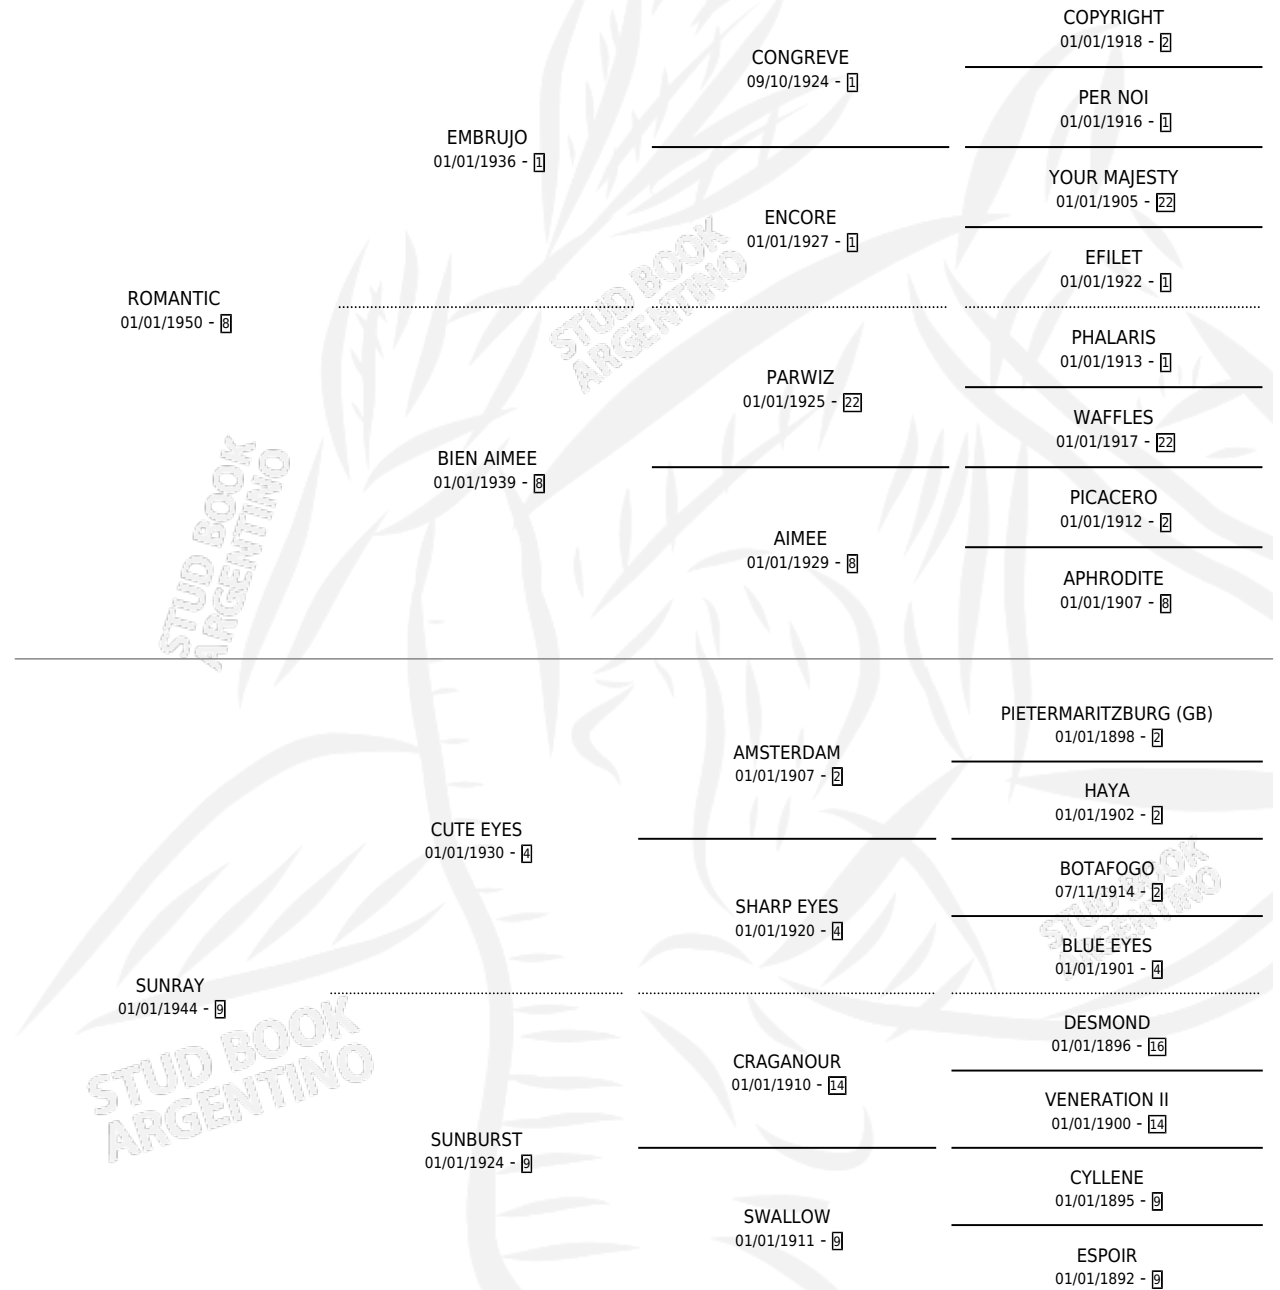 COPYRIGHT
01/01/1918 - 2
CONGREVE
09/10/1924 - 1
PER NOI
01/01/1916 - 1
EMBRUJO
01/01/1936 - 1
YOUR MAJESTY
01/01/1905 - 22
ENCORE
01/01/1927 - 1
EFILET
01/01/1922 - 1
ROMANTIC
01/01/1950 - 8
PHALARIS
01/01/1913 - 1
PARWIZ
01/01/1925 - 22
WAFFLES
01/01/1917 - 22
BIEN AIMEE
01/01/1939 - 8
PICACERO
01/01/1912 - 2
AIMEE
01/01/1929 - 8
APHRODITE
01/01/1907 - 8
PIETERMARITZBURG (GB)
01/01/1898 - 2
AMSTERDAM
01/01/1907 - 2
HAYA
01/01/1902 - 2
CUTE EYES
01/01/1930 - 4
BOTAFOGO
07/11/1914 - 2
SHARP EYES
01/01/1920 - 4
BLUE EYES
01/01/1901 - 4
SUNRAY
01/01/1944 - 9
DESMOND
01/01/1896 - 16
CRAGANOUR
01/01/1910 - 14
VENERATION II
01/01/1900 - 14
SUNBURST
01/01/1924 - 9
CYLLENE
01/01/1895 - 9
SWALLOW
01/01/1911 - 9
ESPOIR
01/01/1892 - 9
STUD BOOK
ARGENTINO
STUD BOOK
ARGENTINO
STUD BOOK
ARGENTINO
STUD BOOK
ARGENTINO